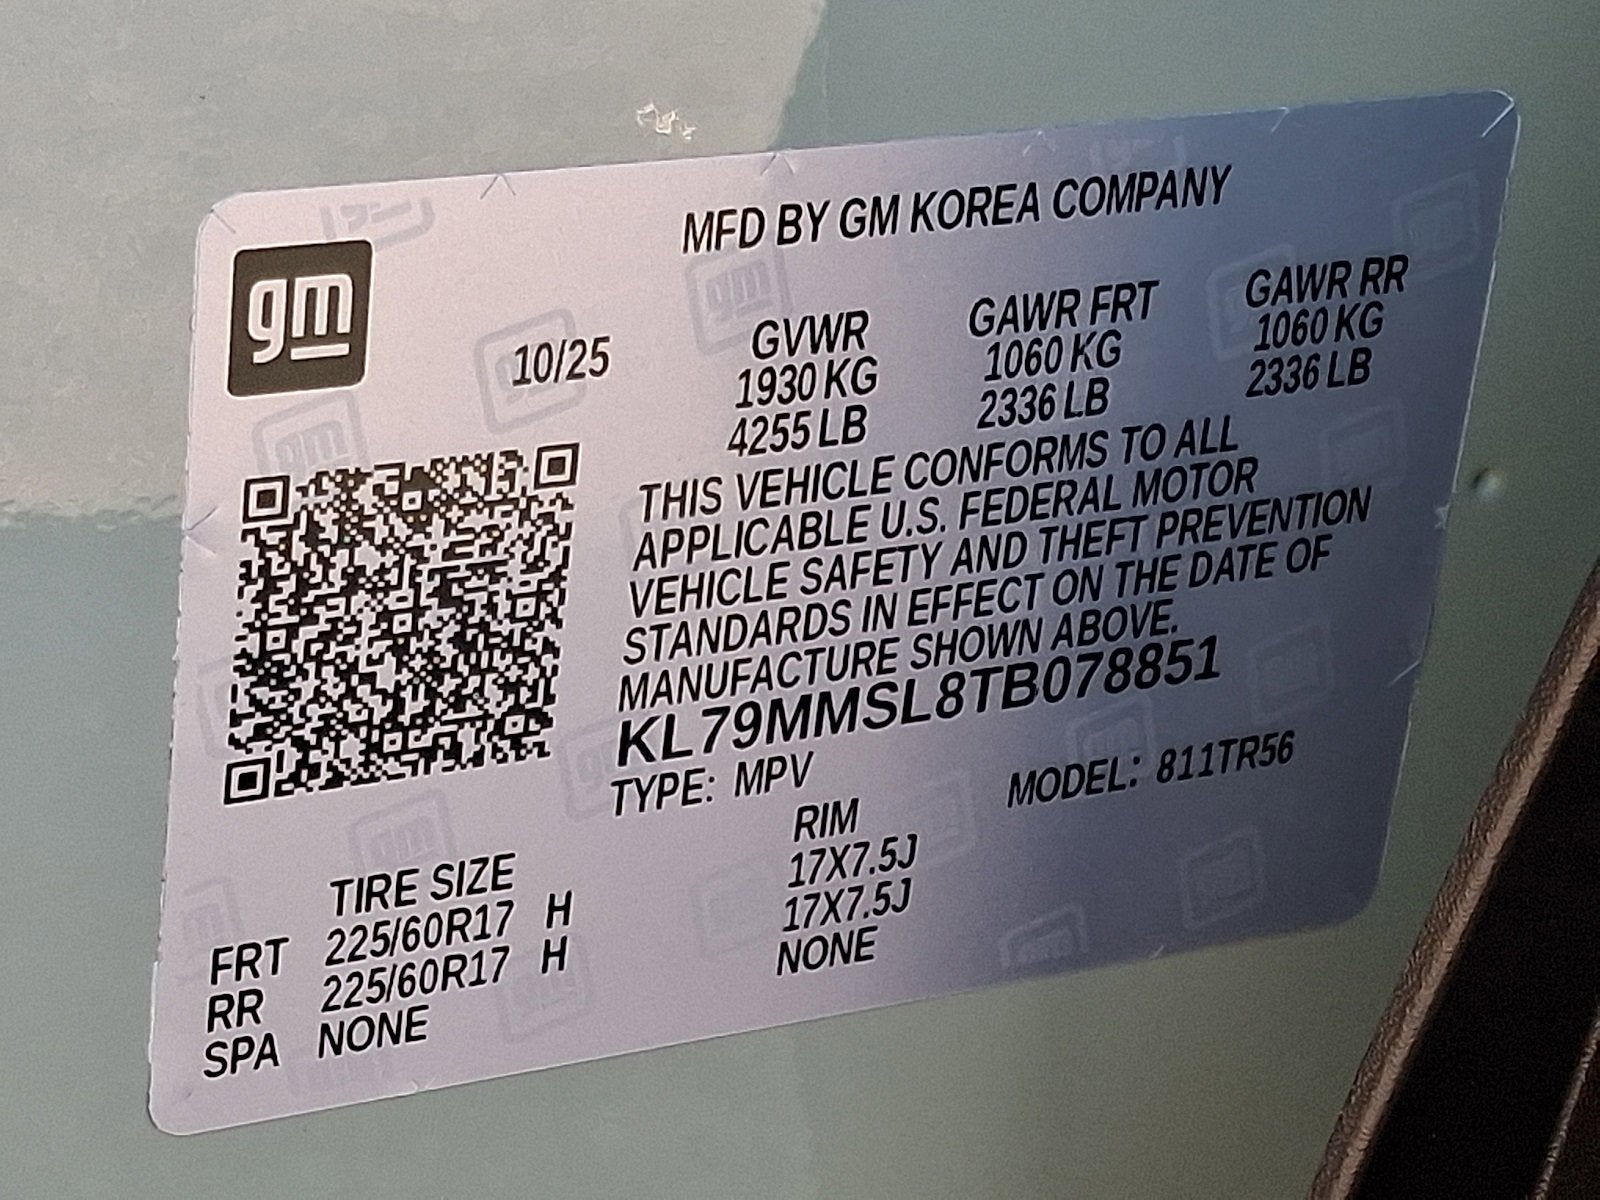 gm
MFD BY GM KOREA COMPANY
10/25
GVWR GAWR FRT GAWR RR
1930 KG 1060 KG 1060 KG
4255 LB 2336 LB 2336 LB
THIS VEHICLE CONFORMS TO ALL
APPLICABLE U.S. FEDERAL MOTOR
VEHICLE SAFETY AND THEFT PREVENTION
STANDARDS IN EFFECT ON THE DATE OF
MANUFACTURE SHOWN ABOVE.
KL79MMSL8TB078851
TYPE: MPV MODEL: 811TR56
TIRE SIZE RIM
FRT 225/60R17 H 17X7.5J
RR 225/60R17 H 17X7.5J
SPA NONE NONE